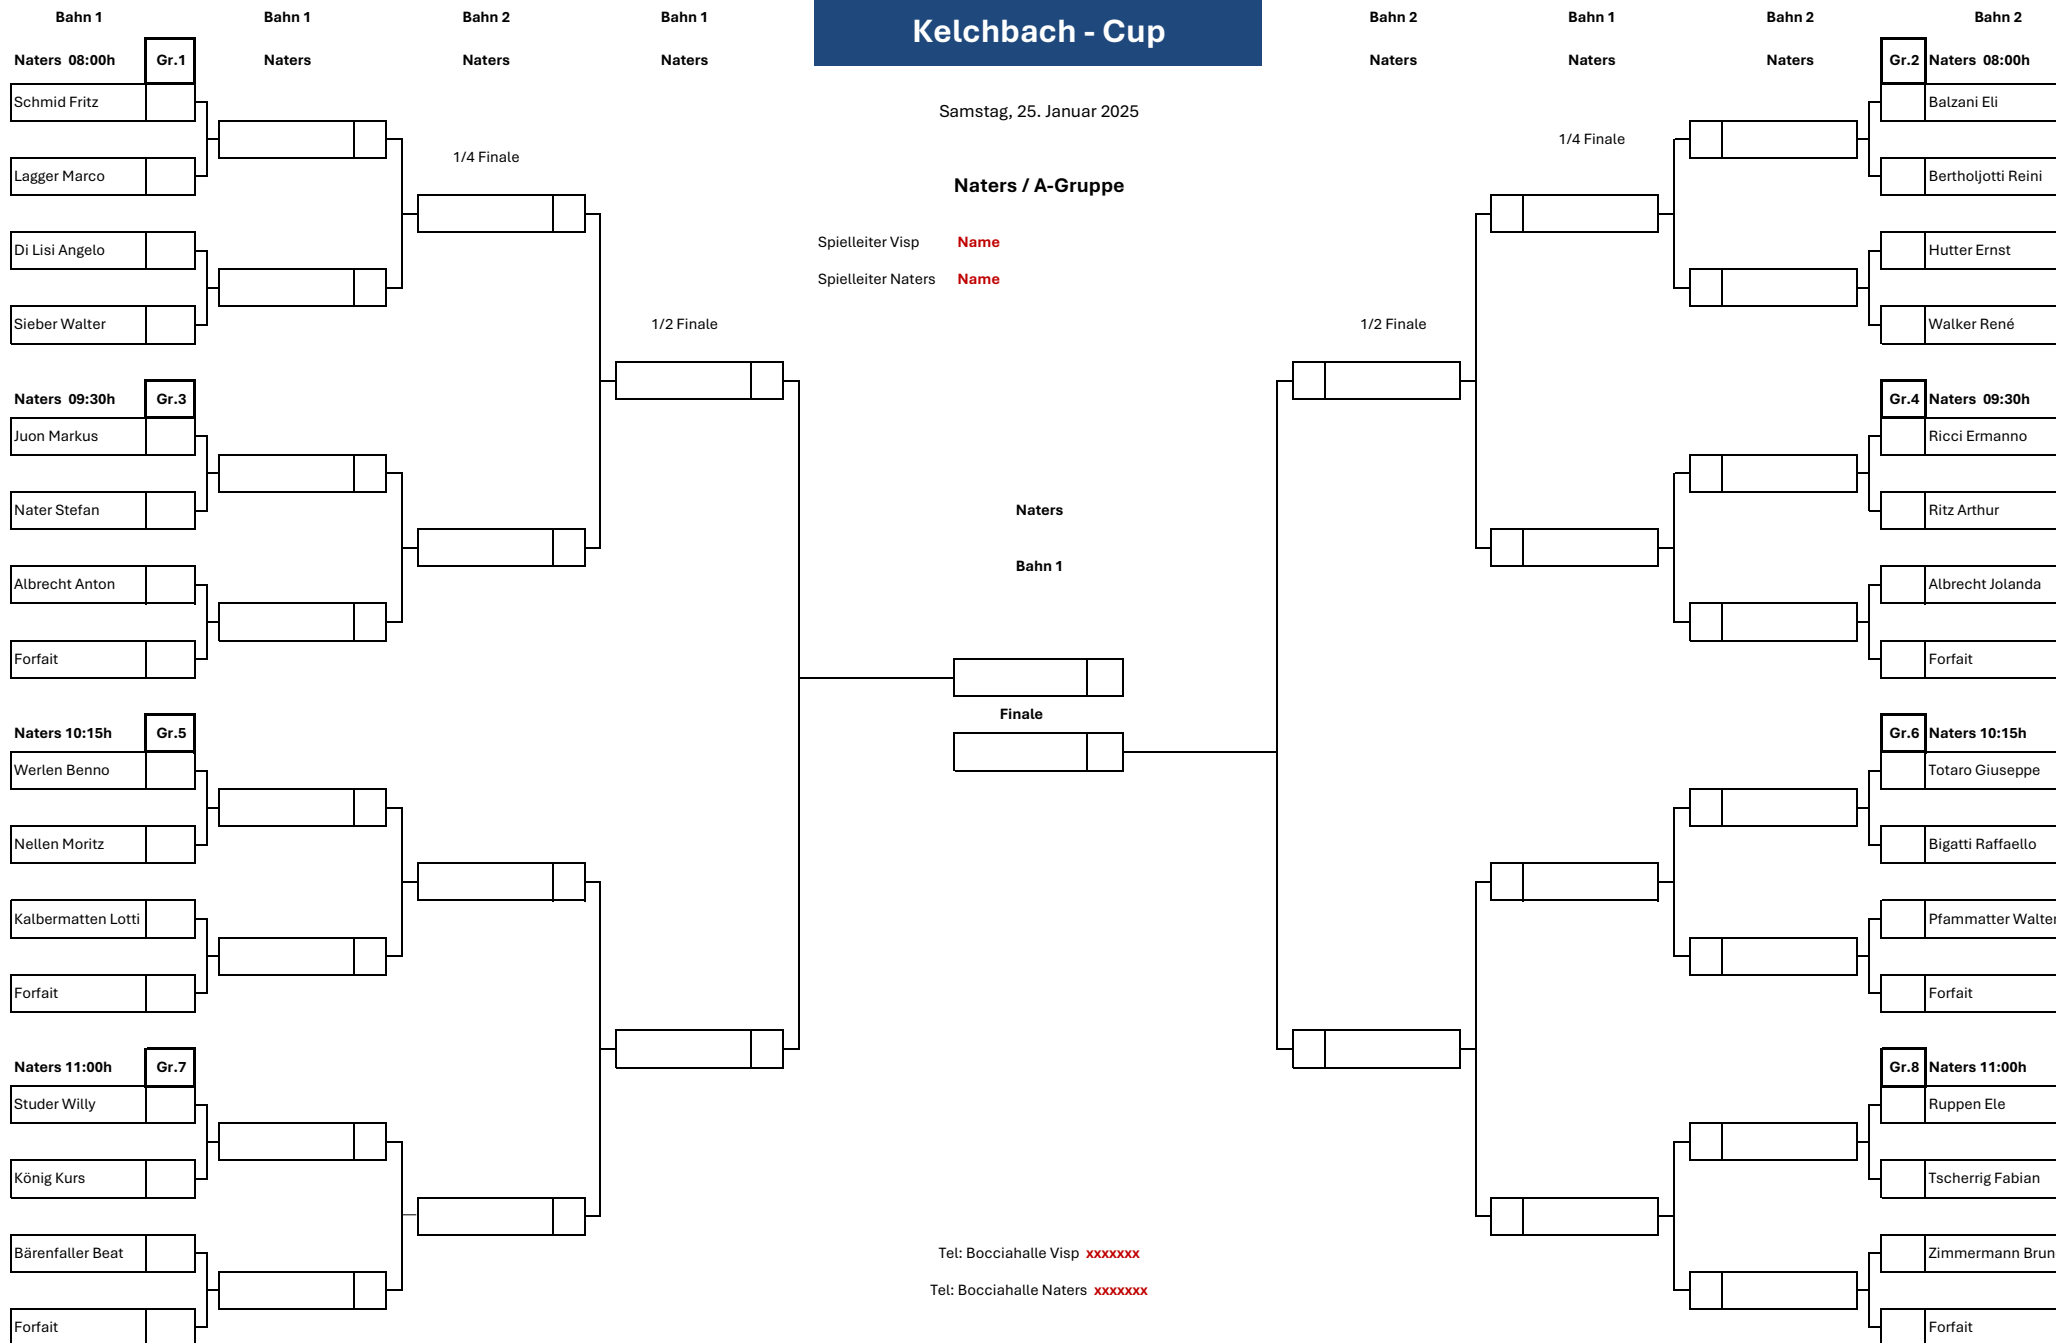 Bahn 1 Bahn 1 Bahn 2 Bahn 1 Kelchbach - Cup Bahn 2 Bahn 1 Bahn 2 Bahn 2
Naters 08:00h Gr.1 Naters Naters Naters Naters Naters Naters Gr.2 Naters 08:00h
Schmid Fritz Samstag, 25. Januar 2025 Balzani Eli
1/4 Finale 1/4 Finale
Lagger Marco Naters / A-Gruppe Bertholjotti Reini
Di Lisi Angelo Spielleiter Visp Name Hutter Ernst
Spielleiter Naters Name
Sieber Walter 1/2 Finale 1/2 Finale Walker René
Naters 09:30h Gr.3 Gr.4 Naters 09:30h
Juon Markus Ricci Ermanno
Nater Stefan Naters Ritz Arthur
Bahn 1
Albrecht Anton Albrecht Jolanda
Forfait Forfait
Finale
Naters 10:15h Gr.5 Gr.6 Naters 10:15h
Werlen Benno Totaro Giuseppe
Nellen Moritz Bigatti Raffaello
Kalbermatten Lotti Pfammatter Walter
Forfait Forfait
Naters 11:00h Gr.7 Gr.8 Naters 11:00h
Studer Willy Ruppen Ele
König Kurs Tscherrig Fabian
Bärenfaller Beat Tel: Bocciahalle Visp xxxxxxx Zimmermann Brun
Tel: Bocciahalle Naters xxxxxxx
Forfait Forfait